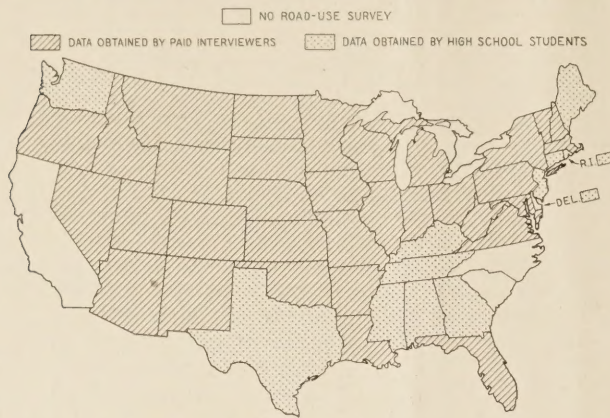 NO ROAD-USE SURVEY
DATA OBTAINED BY PAID INTERVIEWERS DATA OBTAINED BY HIGH SCHOOL STUDENTS
R.I.
DEL.